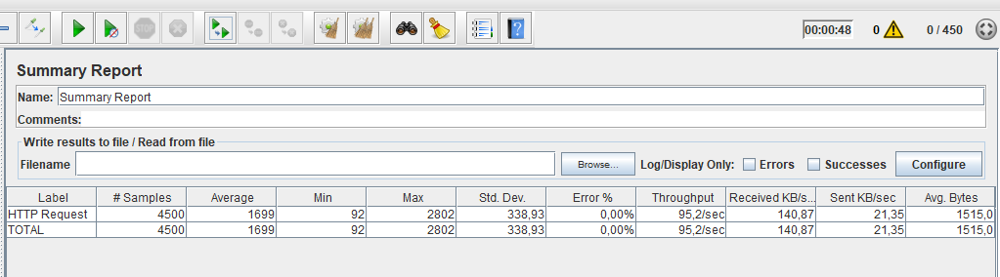 STOP
00:00:48 0 0 / 450
Summary Report
Name: Summary Report
Comments:
Write results to file / Read from file
Filename Browse... Log/Display Only: Errors Successes Configure
Label # Samples Average Min Max Std. Dev. Error % Throughput Received KB/s... Sent KB/sec Avg. Bytes
HTTP Request 4500 1699 92 2802 338,93 0,00% 95,2/sec 140,87 21,35 1515,0
TOTAL 4500 1699 92 2802 338,93 0,00% 95,2/sec 140,87 21,35 1515,0